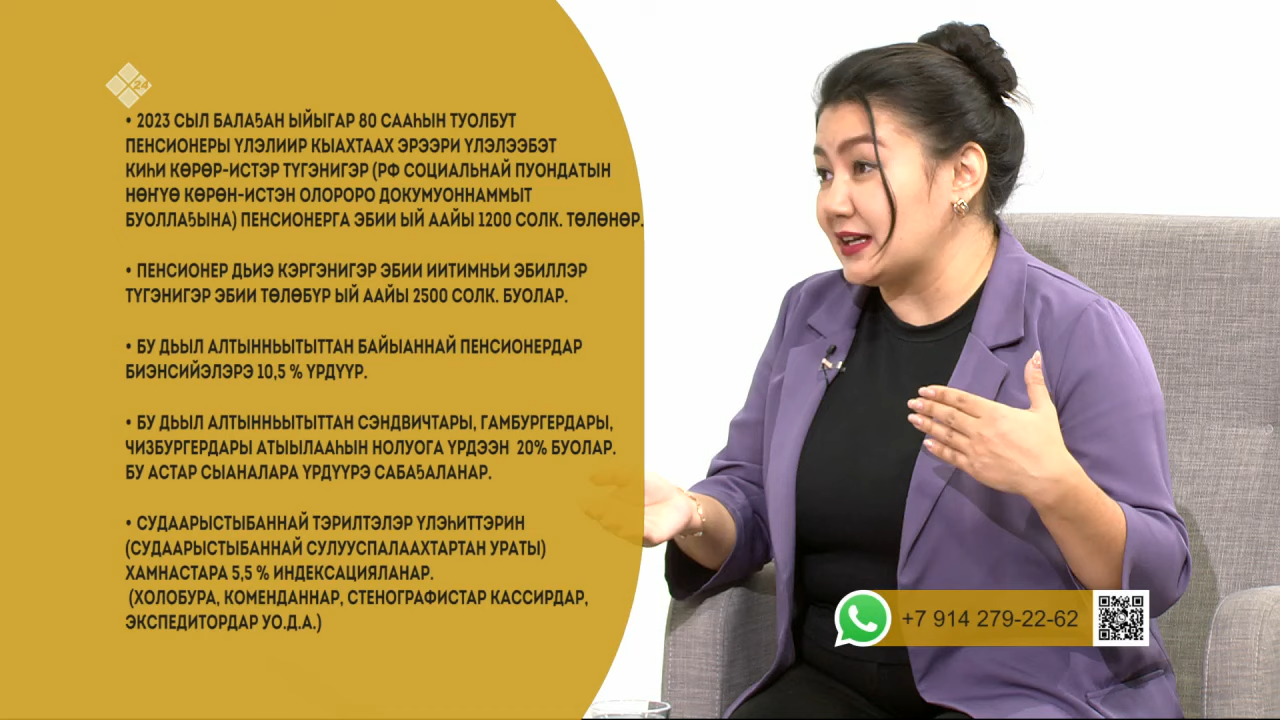 24
• 2023 СЫЛ БАЛАҔАН ЫЙЫГАР 80 СААҺЫН ТУОЛБУТ
ПЕНСИОНЕРЫ ҮЛЭЛИИР КЫАХТААХ ЭРЭЭРИ ҮЛЭЛЭЭБЭТ
КИҺИ КӨРӨР-ИСТЭР ТҮГЭНИГЭР (РФ СОЦИАЛЬНАЙ ПУОНДАТЫН
НӨҤҮӨ КӨРӨН-ИСТЭН ОЛОРОРО ДОКУМУОННАММЫТ
БУОЛЛАҔЫНА) ПЕНСИОНЕРГА ЭБИИ ЫЙ ААЙЫ 1200 СОЛК. ТӨЛӨНӨР.
• ПЕНСИОНЕР ДЬИЭ КЭРГЭНИГЭР ЭБИИ ИИТИМНЬИ ЭБИЛЛЭР
ТҮГЭНИГЭР ЭБИИ ТӨЛӨБҮР ЫЙ ААЙЫ 2500 СОЛК. БУОЛАР.
• БУ ДЬЫЛ АЛТЫННЬЫТЫТТАН БАЙЫАННАЙ ПЕНСИОНЕРДАР
БИЭНСИЙЭЛЭРЭ 10,5 % ҮРДҮҮР.
• БУ ДЬЫЛ АЛТЫННЬЫТЫТТАН СЭНДВИЧТАРЫ, ГАМБУРГЕРДАРЫ,
ЧИЗБУРГЕРДАРЫ АТЫЫЛААҺЫН НОЛУОГА ҮРДЭЭН 20% БУОЛАР.
БУ АСТАР СЫАНАЛАРА ҮРДҮҮРЭ САБАҔАЛАНАР.
• СУДААРЫСТЫБАННАЙ ТЭРИЛТЭЛЭР ҮЛЭҺИТТЭРИН
(СУДААРЫСТЫБАННАЙ СУЛУУСПАЛААХТАРТАН УРАТЫ)
ХАМНАСТАРА 5,5 % ИНДЕКСАЦИЯЛАНАР.
(ХОЛОБУРА, КОМЕНДАННАР, СТЕНОГРАФИСТАР КАССИРДАР,
ЭКСПЕДИТОРДАР УО.Д.А.)
+7 914 279-22-62